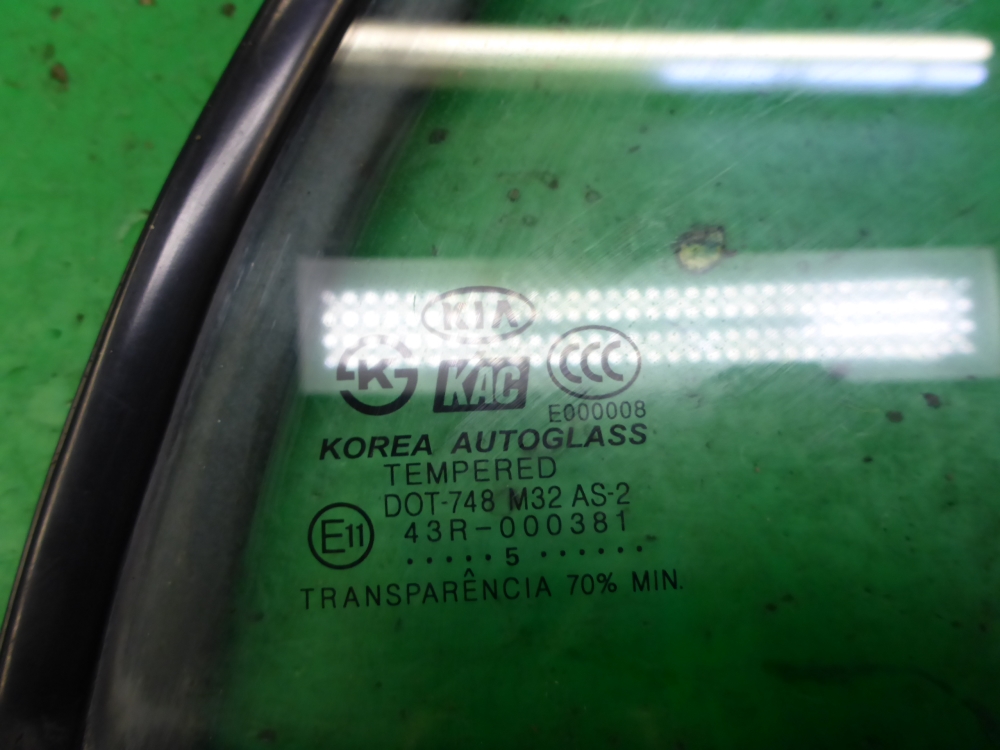 KIA
KS
KAC
CCC
E000008
KOREA AUTOGLASS
TEMPERED
DOT-748 M32 AS-2
E11
43R-000381
·····5······
TRANSPARÊNCIA 70% MIN.